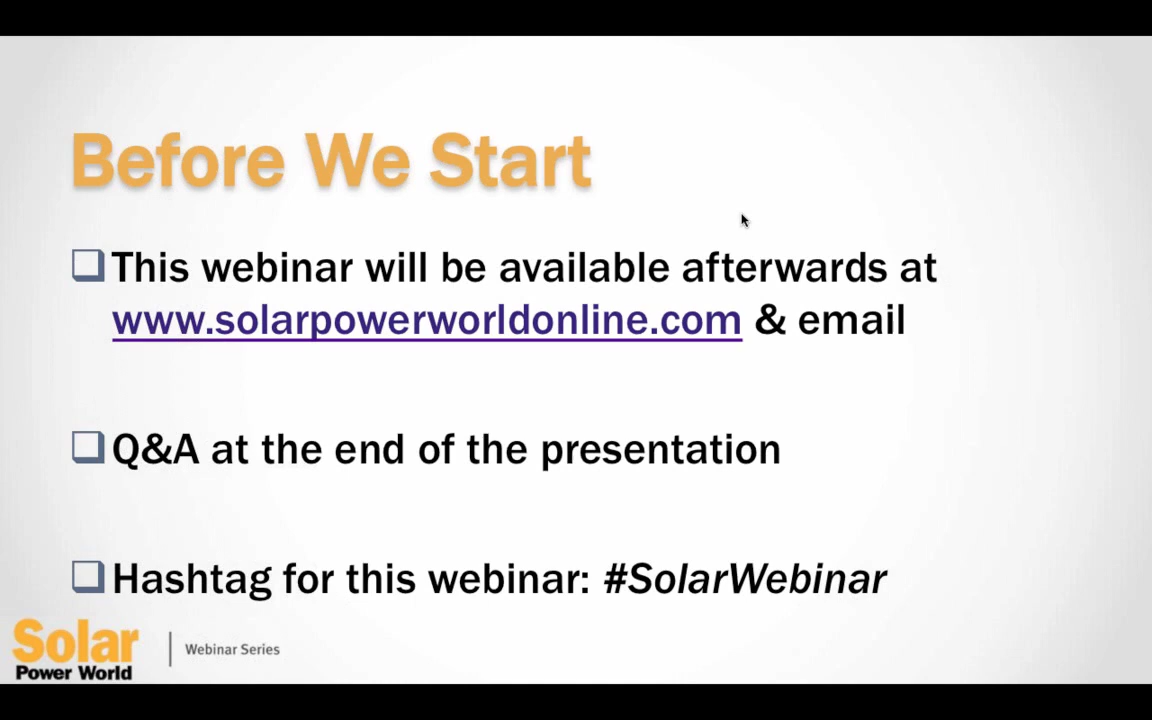 Before We Start
This webinar will be available afterwards at
www.solarpowerworldonline.com & email
Q&A at the end of the presentation
Hashtag for this webinar: #SolarWebinar
Solar
Power World
Webinar Series